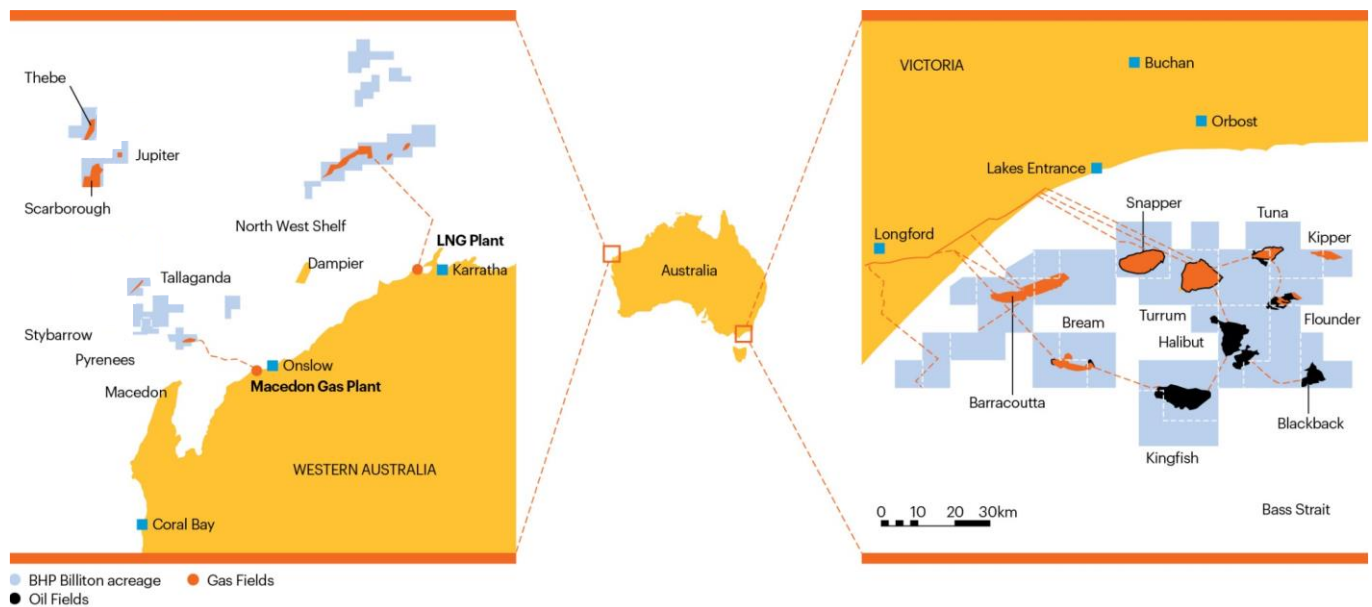 Thebe
Jupiter
Scarborough
North West Shelf
LNG Plant
Karratha
Dampier
Tallaganda
Stybarrow
Pyrenees
Onslow
Macedon Gas Plant
Macedon
WESTERN AUSTRALIA
Coral Bay
Australia
VICTORIA
Buchan
Orbost
Lakes Entrance
Snapper
Tuna
Kipper
Longford
Bream
Turrum
Halibut
Flounder
Barracoutta
Blackback
Kingfish
0 10 20 30km
Bass Strait
BHP Billiton acreage
Gas Fields
Oil Fields